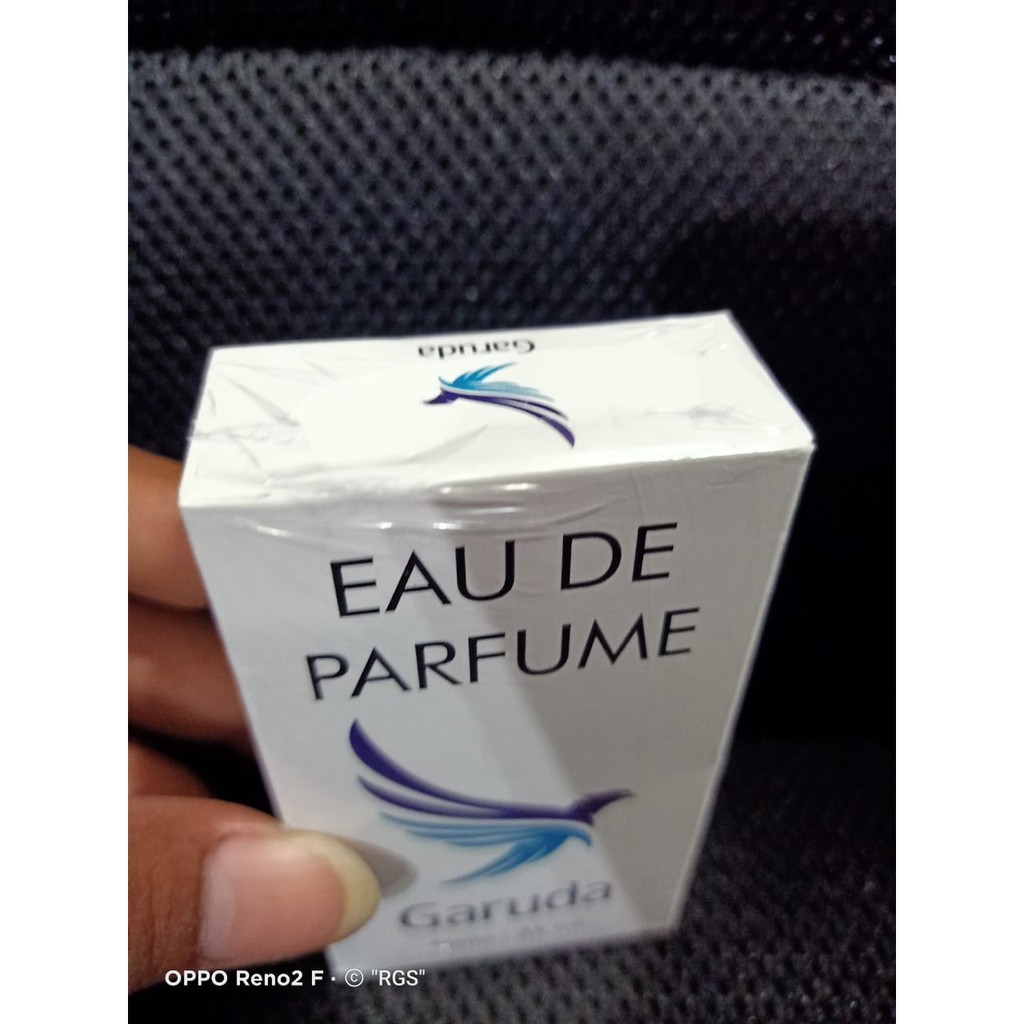 Garuda
EAU DE
PARFUME
Garuda
OPPO Reno2 F · © "RGS"